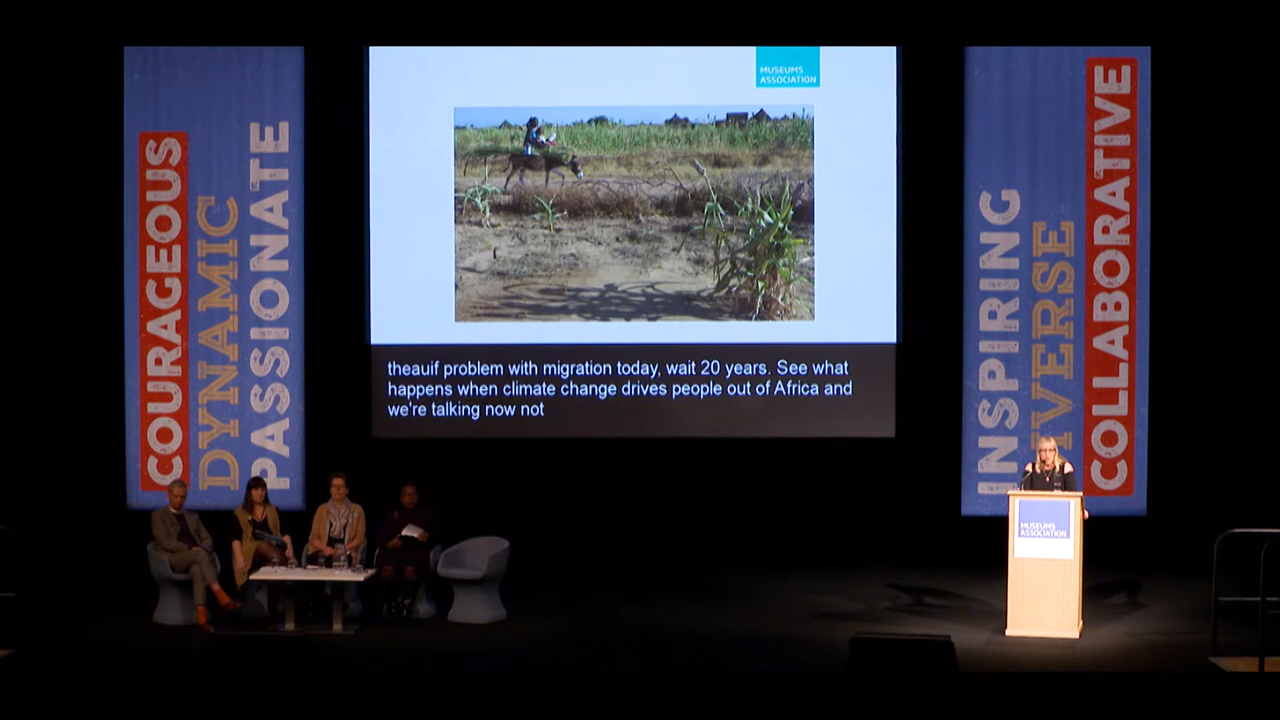 COURAGEOUS
DYNAMIC
PASSIONATE
MUSEUMS
ASSOCIATION
theauif problem with migration today, wait 20 years. See what
happens when climate change drives people out of Africa and
we're talking now not
INSPIRING
IVERSE
COLLABORATIVE
MUSEUMS
ASSOCIATION